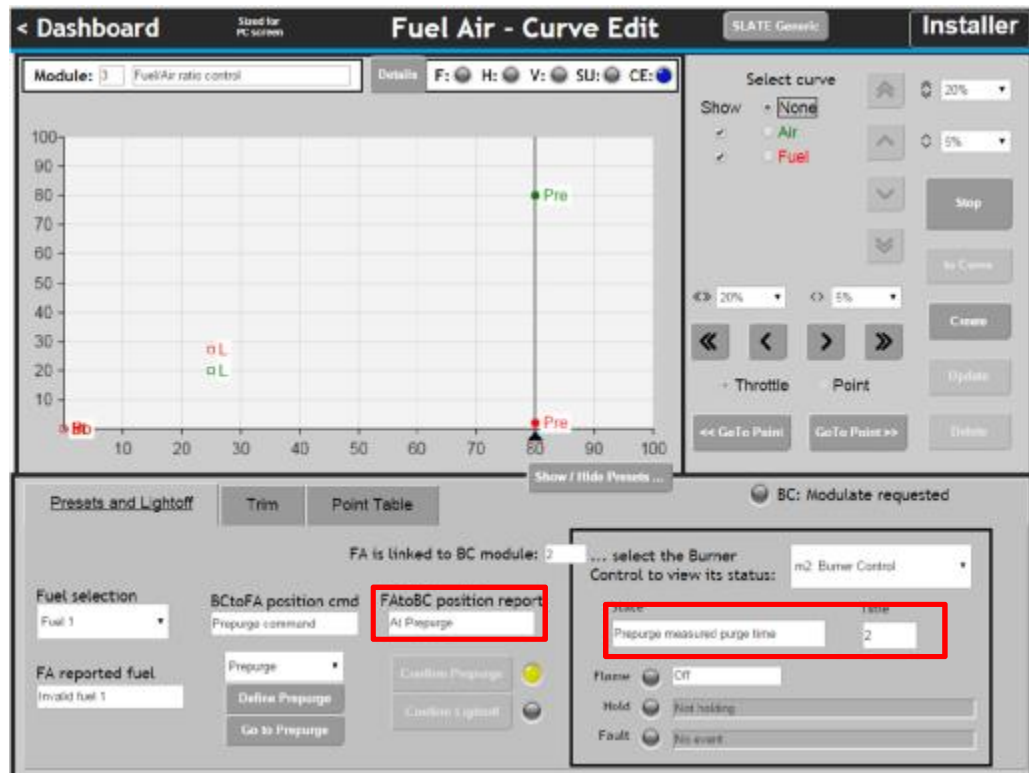 < Dashboard
Sized for
PC screen
Fuel Air - Curve Edit
SLATE Generic
Installer
Module: 3 Fuel/Air ratio control
Details
F: H: V: SU: CE:
Select curve
Show
None
Air
Fuel
20%
5%
Stop
to Curve
Create
Update
Delete
20%
5%
«
<
>
»
Throttle
Point
<< GoTo Point
GoTo Point >>
100
90
80
70
60
50
40
30
20
10
Pre
L
L
Pre
10 20 30 40 50 60 70 80 90 100
Show / Hide Presets ...
Presets and Lightoff
Trim
Point Table
BC: Modulate requested
FA is linked to BC module: 2
... select the Burner
Control to view its status:
m2: Burner Control
Fuel selection
Fuel 1
BCtoFA position cmd
Prepurge command
FAtoBC position report
At Prepurge
State
Table
Prepurge measured purge time
2
FA reported fuel
Invalid fuel 1
Prepurge
Define Prepurge
Go to Prepurge
Confirm Prepurge
Confirm Lightoff
Flame
Off
Hold
Not holding
Fault
No event